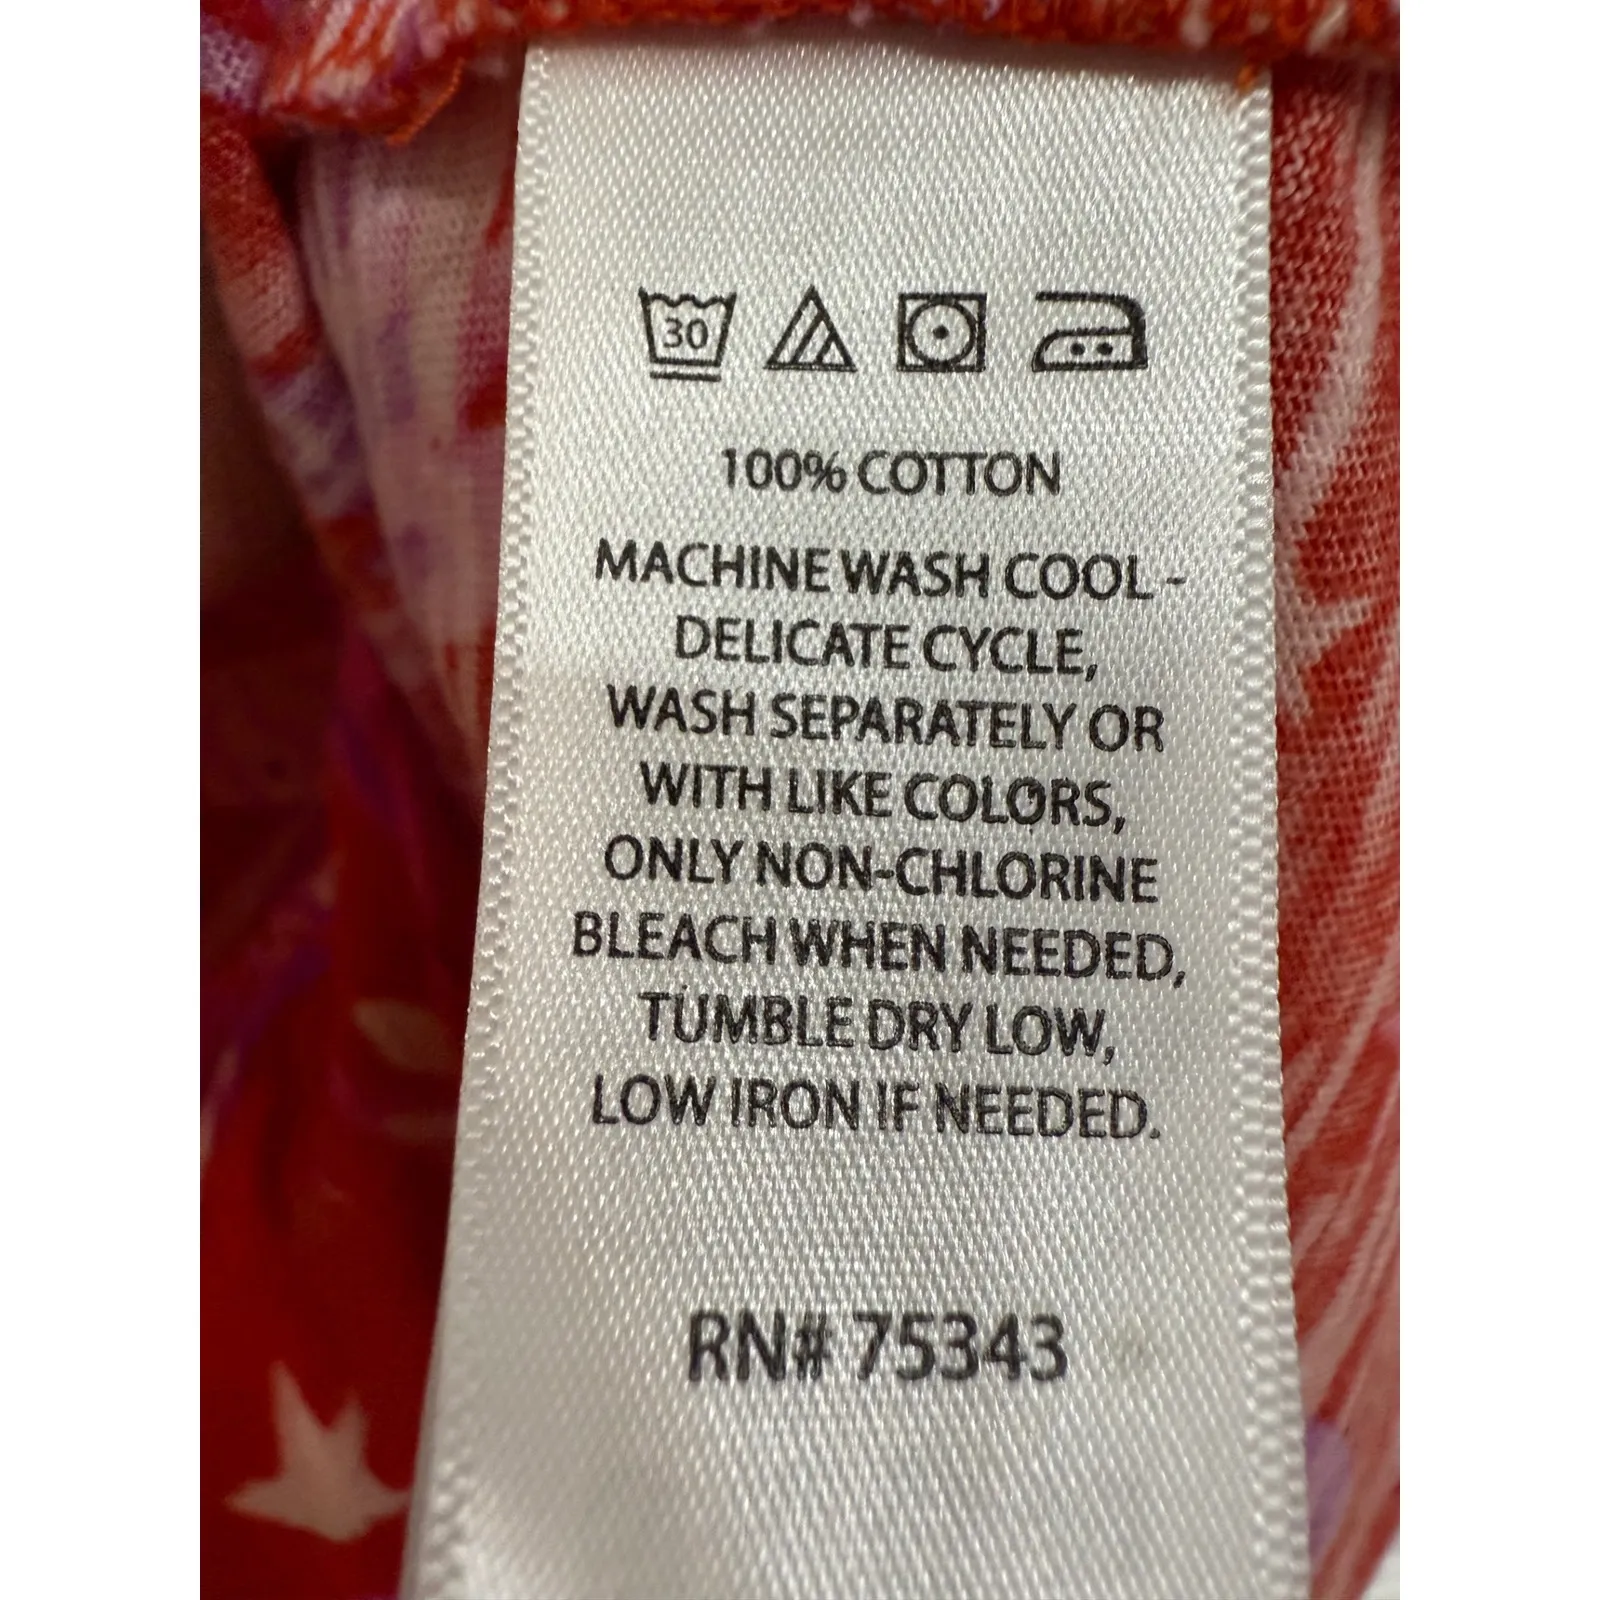 30
100% COTTON
MACHINE WASH COOL -
DELICATE CYCLE,
WASH SEPARATELY OR
WITH LIKE COLORS,
ONLY NON-CHLORINE
BLEACH WHEN NEEDED,
TUMBLE DRY LOW,
LOW IRON IF NEEDED.
RN# 75343